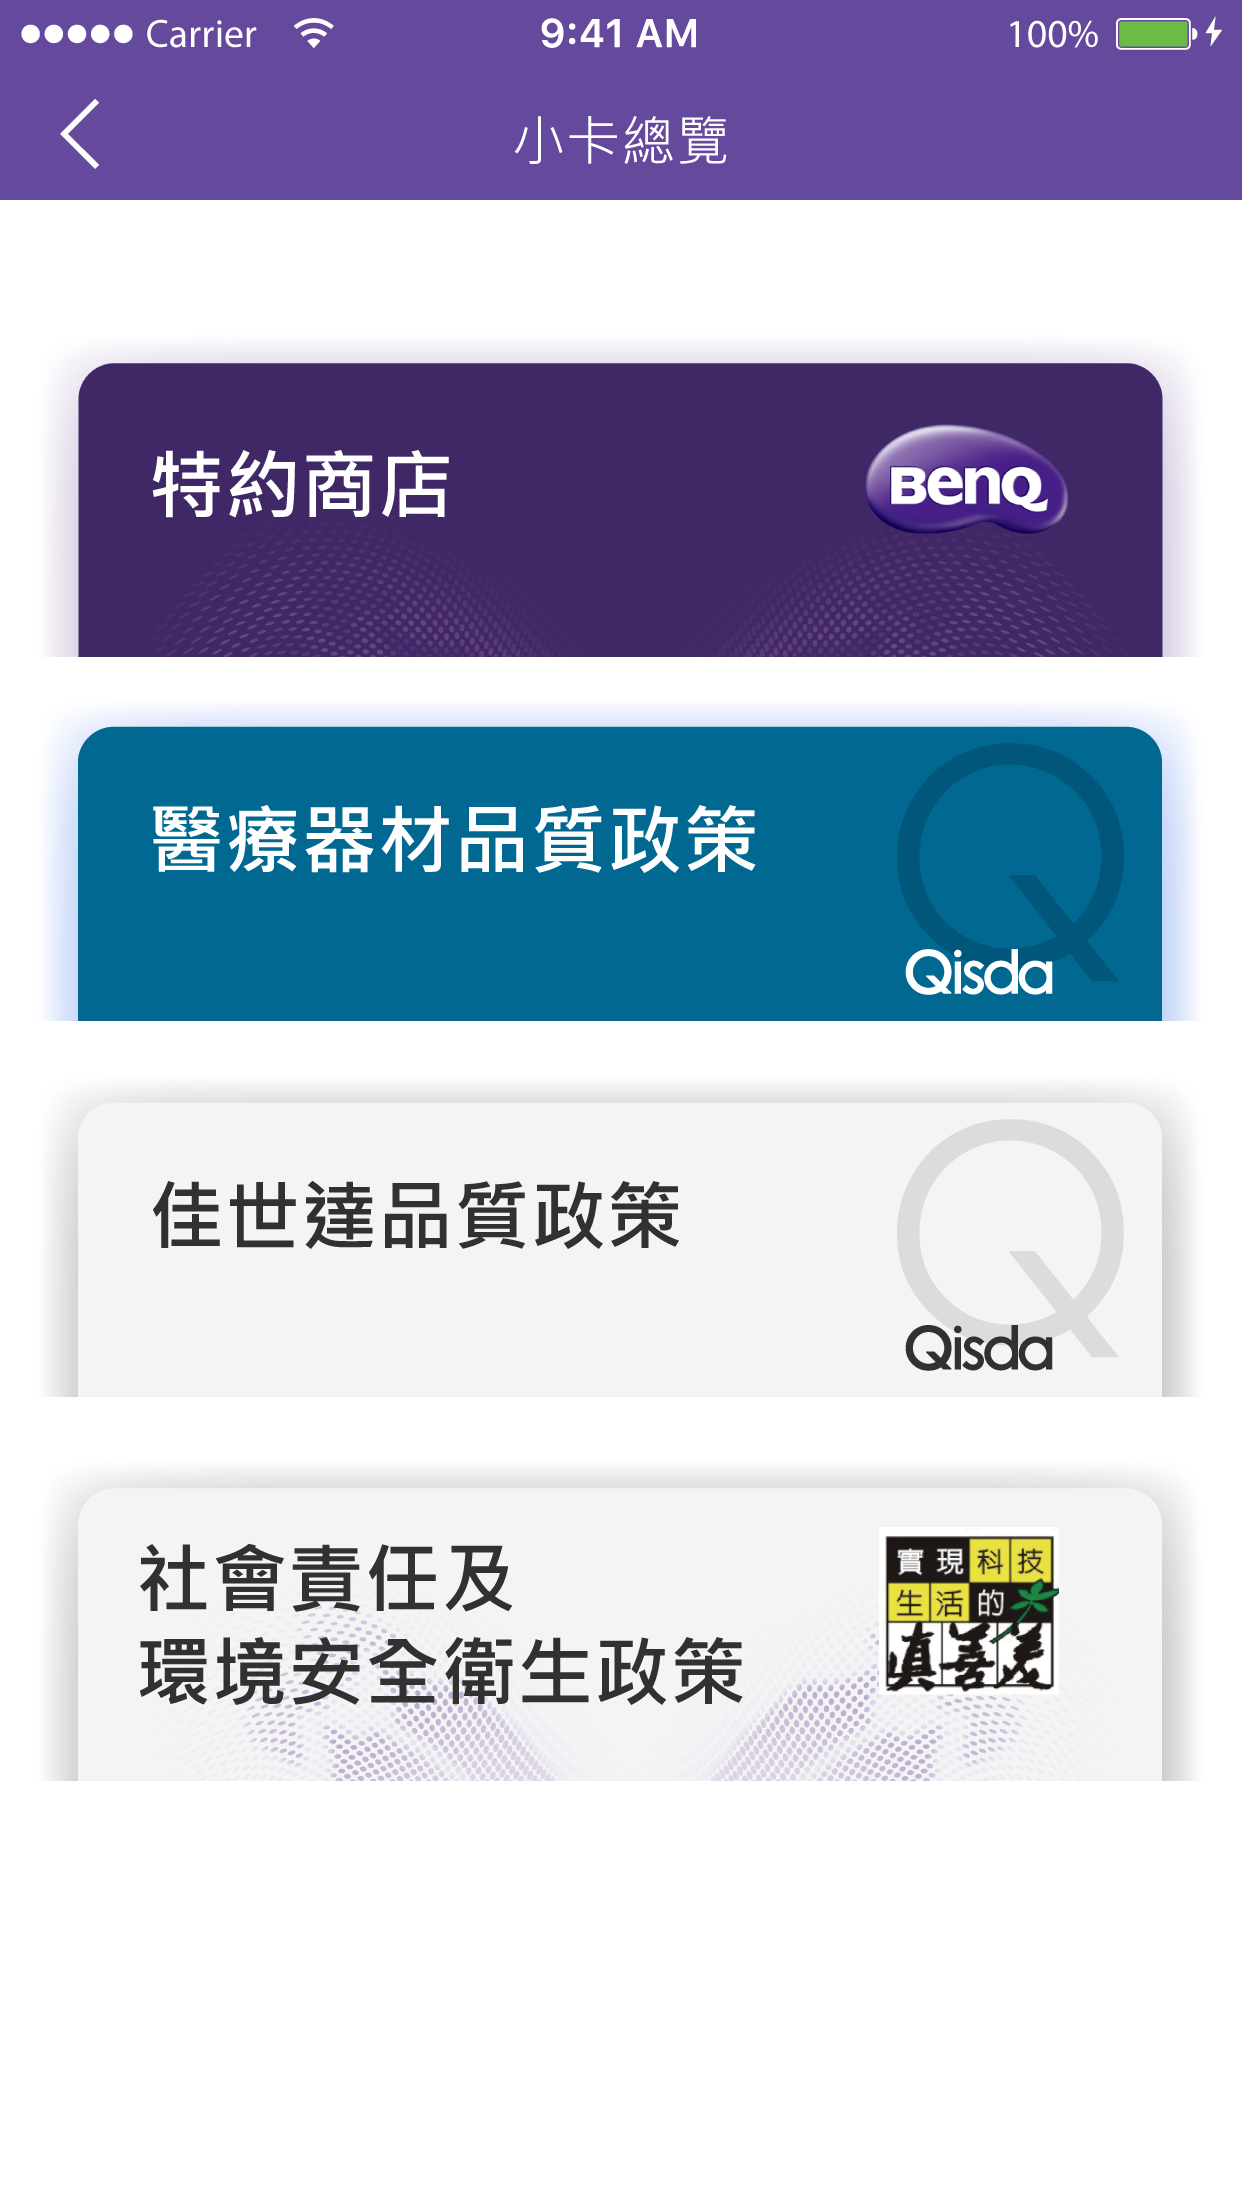 Carrier 9:41 AM 100%
小卡總覽
特約商店
BenQ
醫療器材品質政策
Qisda
佳世達品質政策
Qisda
社會責任及
環境安全衛生政策
實現科技
生活的
真善美